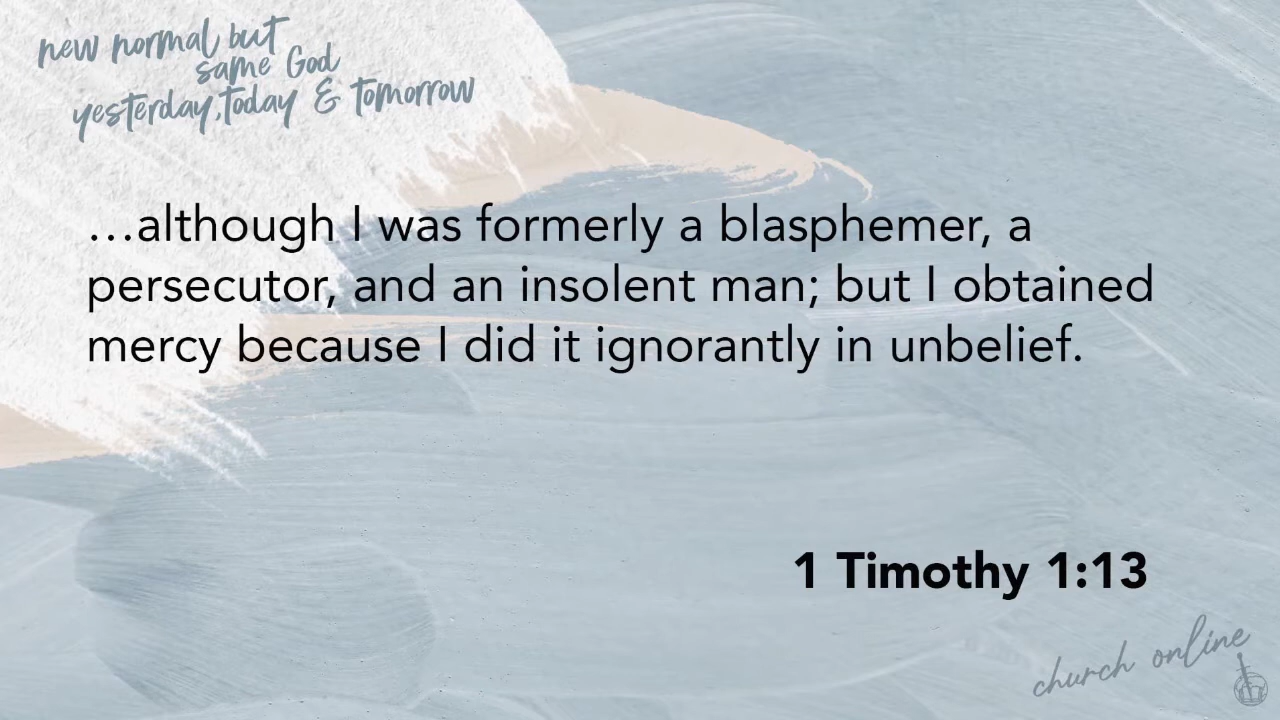 new normal but
same God
yesterday, today & tomorrow
...although I was formerly a blasphemer, a
persecutor, and an insolent man; but I obtained
mercy because I did it ignorantly in unbelief.
1 Timothy 1:13
church online